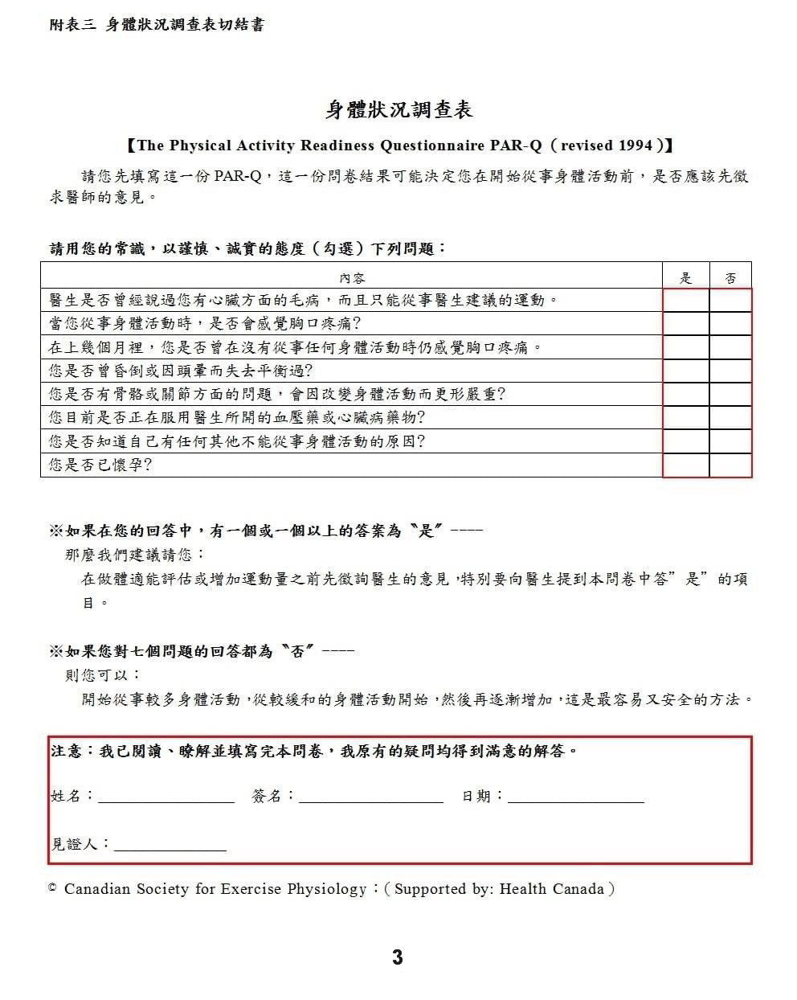 附表三 身體狀況調查表切結書
身體狀況調查表
【The Physical Activity Readiness Questionnaire PAR-Q（revised 1994）】
請您先填寫這一份 PAR-Q，這一份問卷結果可能決定您在開始從事身體活動前，是否應該先徵
求醫師的意見。
請用您的常識，以謹慎、誠實的態度（勾選）下列問題：
內容 是 否
醫生是否曾經說過您有心臟方面的毛病，而且只能從事醫生建議的運動。
當您從事身體活動時，是否會感覺胸口疼痛?
在上幾個月裡，您是否曾在沒有從事任何身體活動時仍感覺胸口疼痛。
您是否曾昏倒或因頭暈而失去平衡過?
您是否有骨骼或關節方面的問題，會因改變身體活動而更形嚴重?
您目前是否正在服用醫生所開的血壓藥或心臟病藥物?
您是否知道自己有任何其他不能從事身體活動的原因?
您是否已懷孕?
※如果在您的回答中，有一個或一個以上的答案為〝是〞----
那麼我們建議請您：
在做體適能評估或增加運動量之前先徵詢醫生的意見，特別要向醫生提到本問卷中答”是”的項
目。
※如果您對七個問題的回答都為〝否〞----
則您可以：
開始從事較多身體活動，從較緩和的身體活動開始，然後再逐漸增加，這是最容易又安全的方法。
注意：我已閱讀、瞭解並填寫完本問卷，我原有的疑問均得到滿意的解答。
姓名：_________________ 簽名：__________________ 日期：_________________
見證人：______________
© Canadian Society for Exercise Physiology：（Supported by: Health Canada）
3